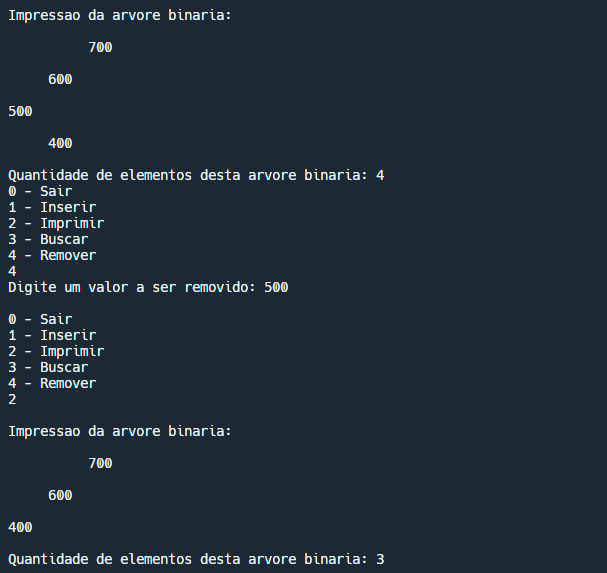 Impressao da arvore binaria:
700
600
500
400
Quantidade de elementos desta arvore binaria: 4
0 - Sair
1 - Inserir
2 - Imprimir
3 - Buscar
4 - Remover
4
Digite um valor a ser removido: 500
0 - Sair
1 - Inserir
2 - Imprimir
3 - Buscar
4 - Remover
2
Impressao da arvore binaria:
700
600
400
Quantidade de elementos desta arvore binaria: 3